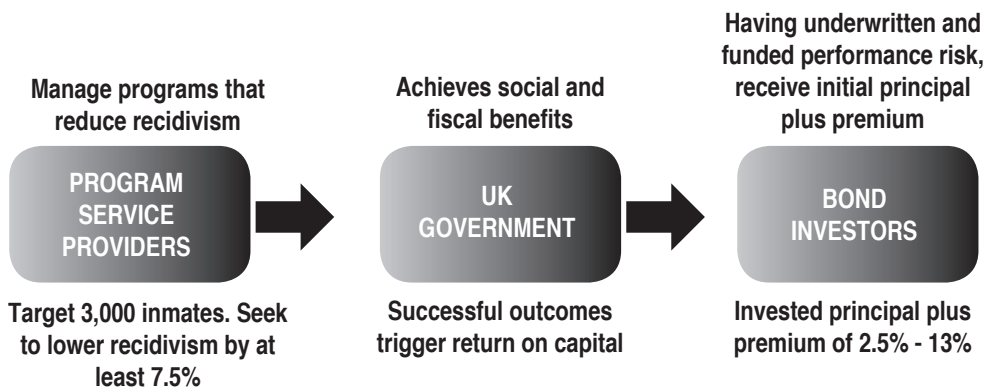 Manage programs that
reduce recidivism
PROGRAM
SERVICE
PROVIDERS
Target 3,000 inmates. Seek
to lower recidivism by at
least 7.5%
Achieves social and
fiscal benefits
UK
GOVERNMENT
Successful outcomes
trigger return on capital
Having underwritten and
funded performance risk,
receive initial principal
plus premium
BOND
INVESTORS
Invested principal plus
premium of 2.5% - 13%